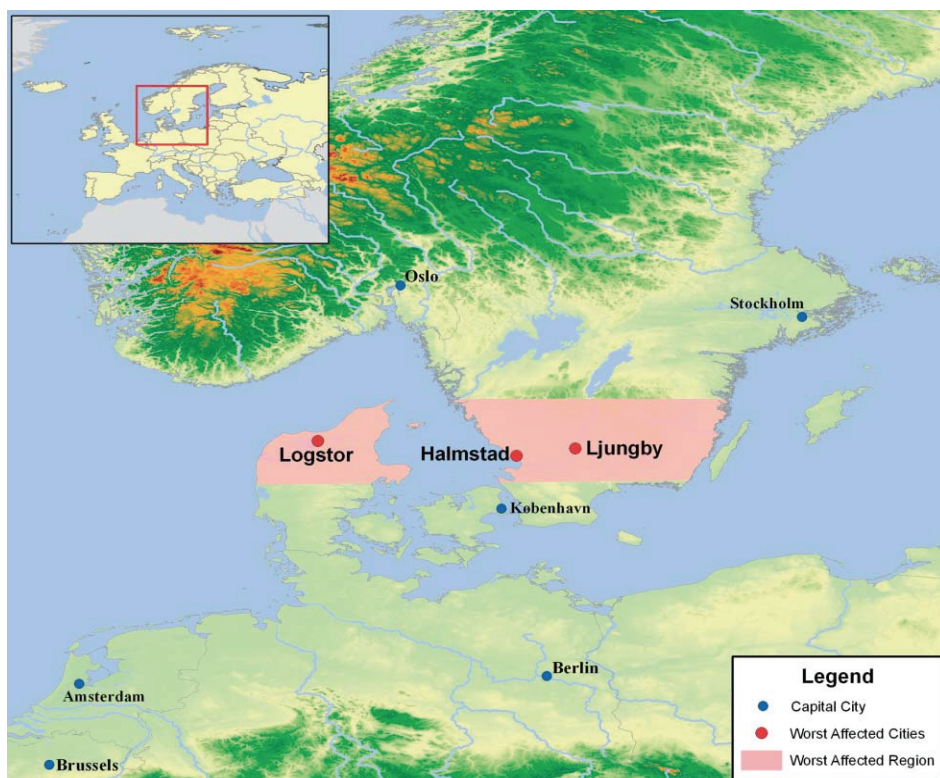 Oslo
Stockholm
Logstor
Halmstad
Ljungby
København
Berlin
Amsterdam
Brussels
Legend
Capital City
Worst Affected Cities
Worst Affected Region